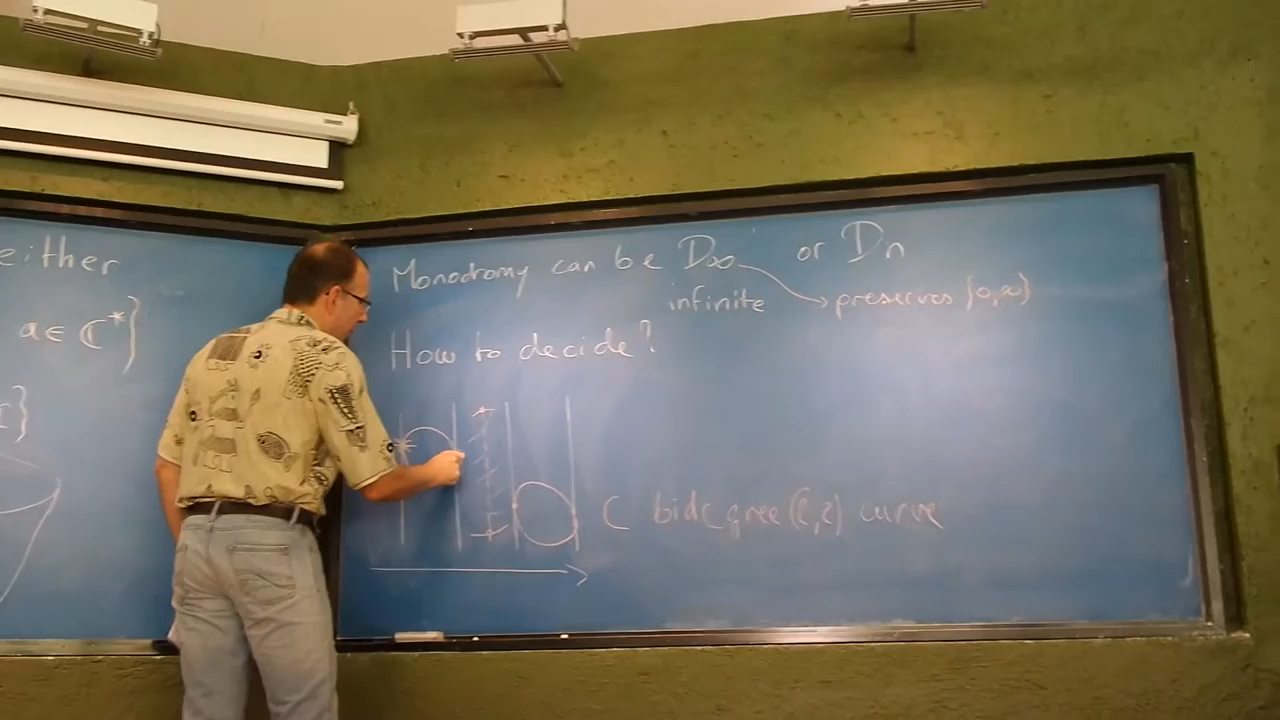 either
a ∈ ℂ*}
}
Monodromy can be D∞ or Dn
infinite
preserves {0,∞}
How to decide?
C bidegree (2,2) curve